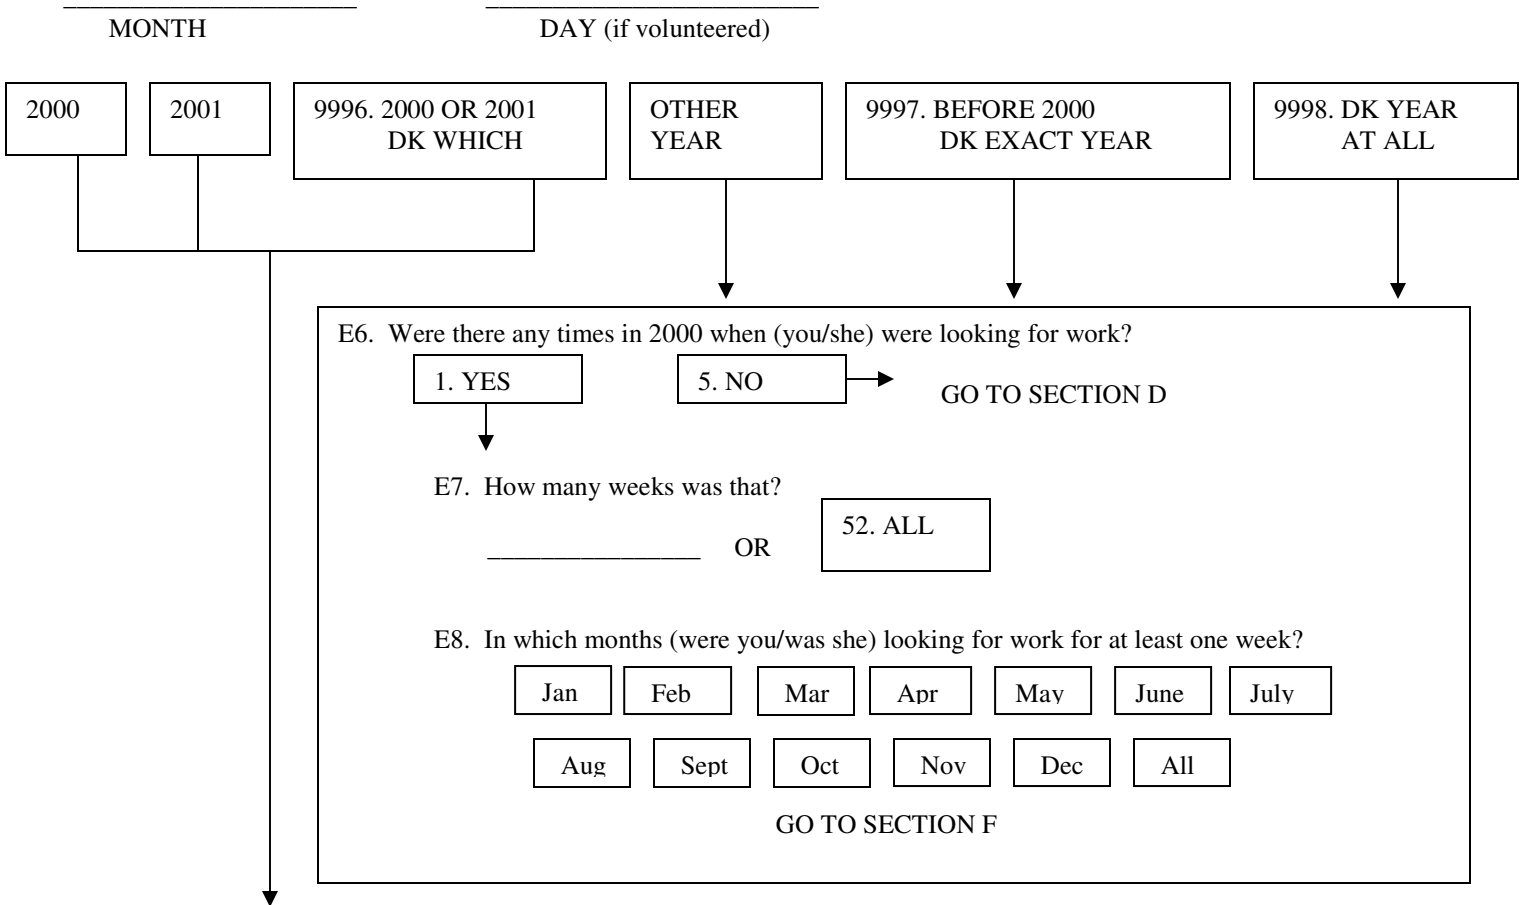 MONTH DAY (if volunteered)
2000 2001 9996. 2000 OR 2001 OTHER 9997. BEFORE 2000 9998. DK YEAR
DK WHICH YEAR DK EXACT YEAR AT ALL
E6. Were there any times in 2000 when (you/she) were looking for work?
1. YES 5. NO GO TO SECTION D
E7. How many weeks was that?
________________ OR 52. ALL
E8. In which months (were you/was she) looking for work for at least one week?
Jan Feb Mar Apr May June July
Aug Sept Oct Nov Dec All
GO TO SECTION F